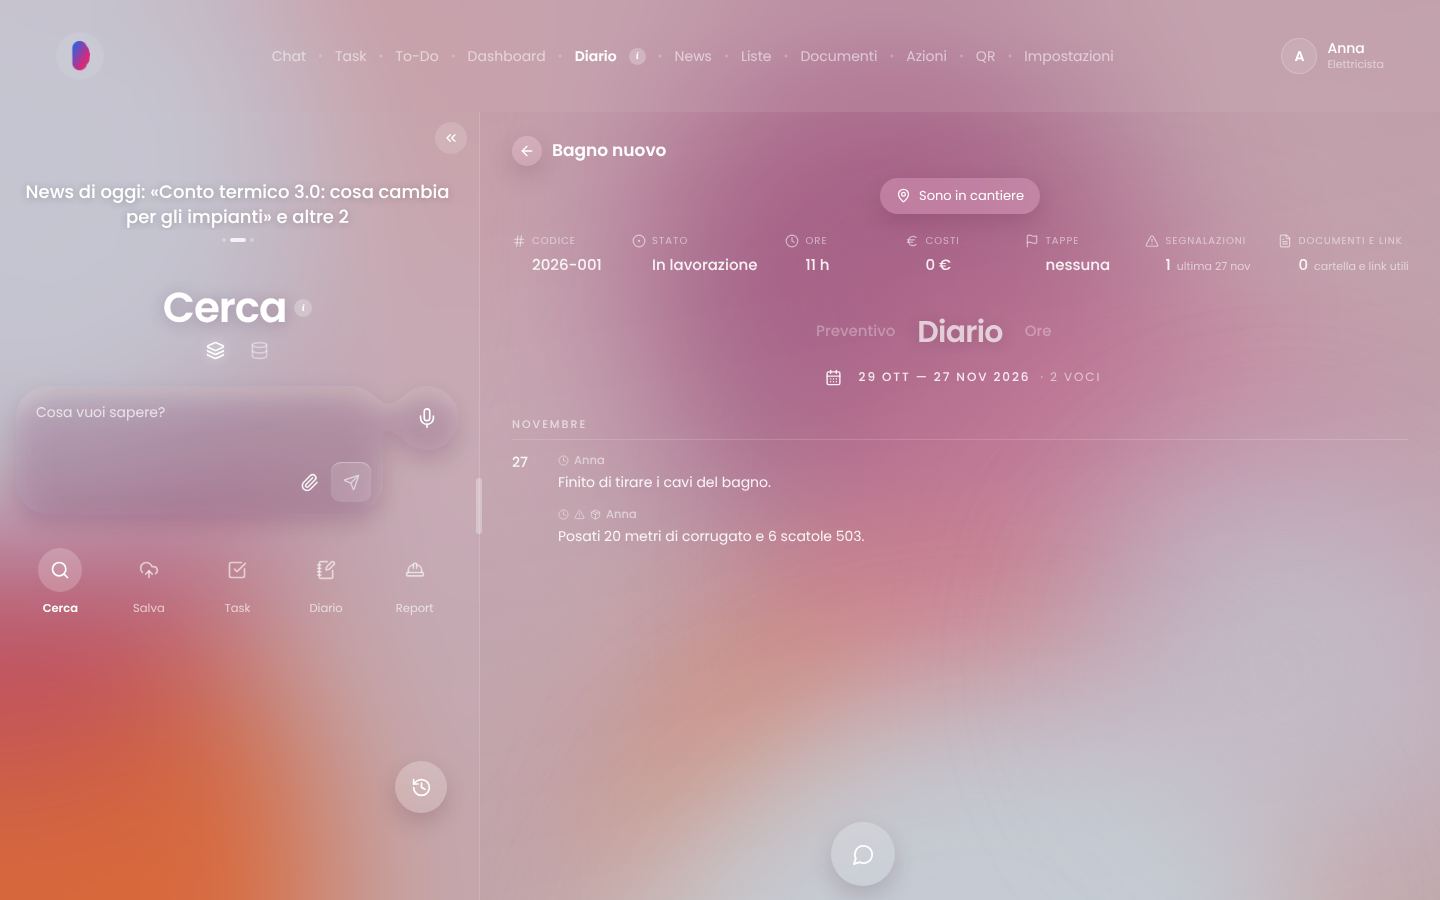 Chat • Task • To-Do • Dashboard • Diario i • News • Liste • Documenti • Azioni • QR • Impostazioni
A
Anna
Elettricista
News di oggi: «Conto termico 3.0: cosa cambia
per gli impianti» e altre 2
Cerca i
Cosa vuoi sapere?
Cerca Salva Task Diario Report
Bagno nuovo
Sono in cantiere
CODICE STATO ORE COSTI TAPPE SEGNALAZIONI DOCUMENTI E LINK
2026-001 In lavorazione 11 h 0 € nessuna 1 ultima 27 nov 0 cartella e link utili
Preventivo Diario Ore
29 OTT — 27 NOV 2026 · 2 VOCI
NOVEMBRE
27 Anna
Finito di tirare i cavi del bagno.
Anna
Posati 20 metri di corrugato e 6 scatole 503.